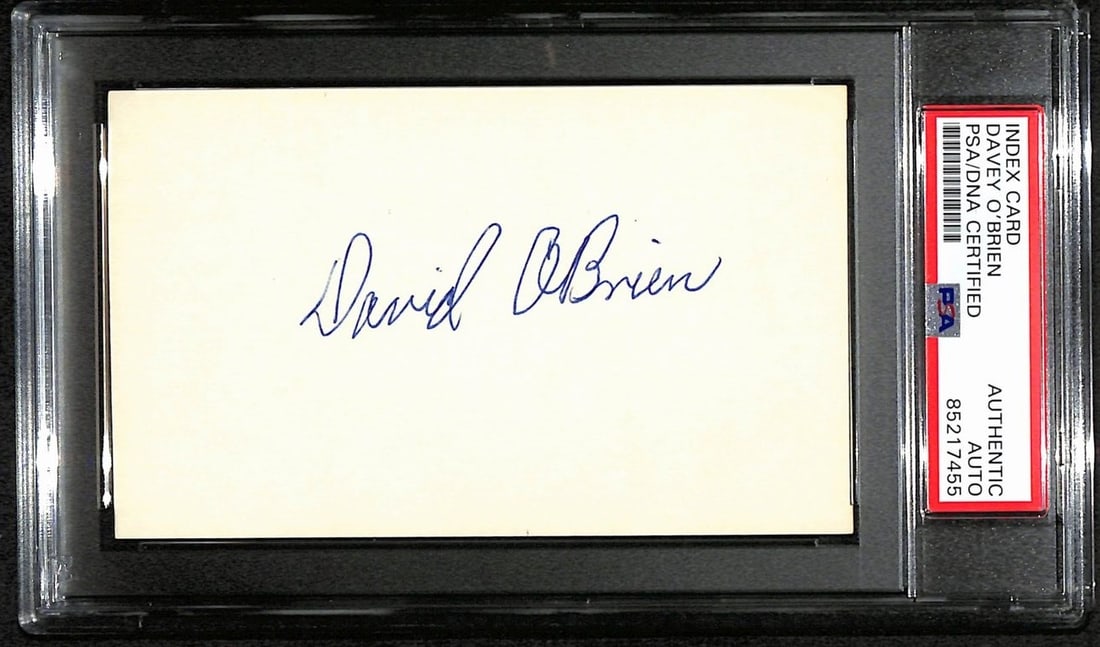 David O'Brien
INDEX CARD
DAVEY O'BRIEN
PSA/DNA CERTIFIED
PSA
AUTHENTIC
AUTO
85217455